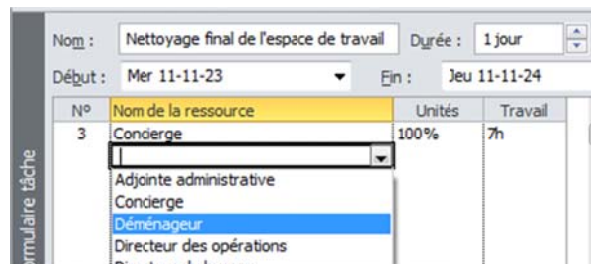 Nom : Nettoyage final de l'espace de travail Durée : 1 jour
Début : Mer 11-11-23 Fin : Jeu 11-11-24
Nº Nom de la ressource Unités Travail
3 Concierge 100% 7h
Adjointe administrative
Concierge
Déménageur
Directeur des opérations
rmulaire tâche